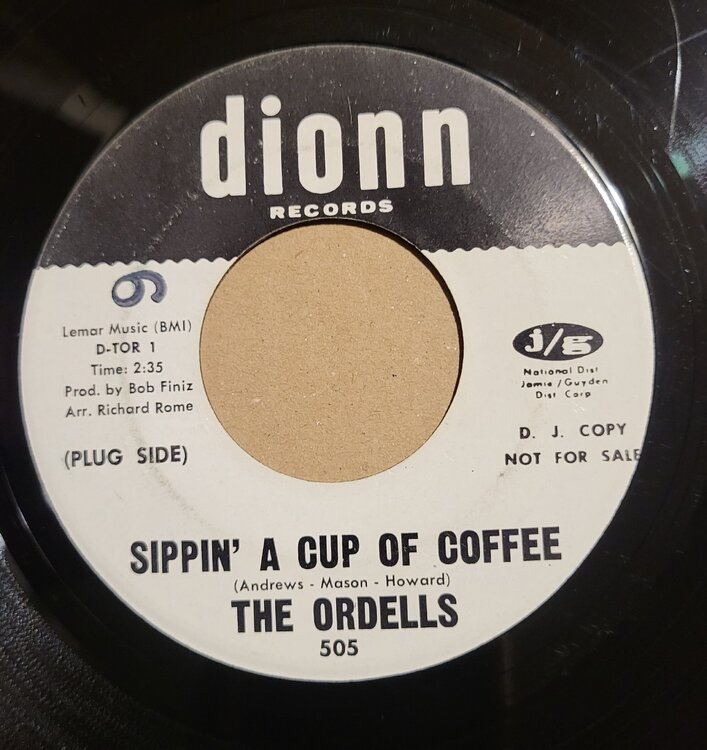 dionn
RECORDS
6
Lemar Music (BMI)
D-TOR 1
Time: 2:35
Prod. by Bob Finiz
Arr. Richard Rome
(PLUG SIDE)
j/g
National Dist
Jamie/Guyden
Dist Corp
D. J. COPY
NOT FOR SALE
SIPPIN' A CUP OF COFFEE
(Andrews - Mason - Howard)
THE ORDELLS
505